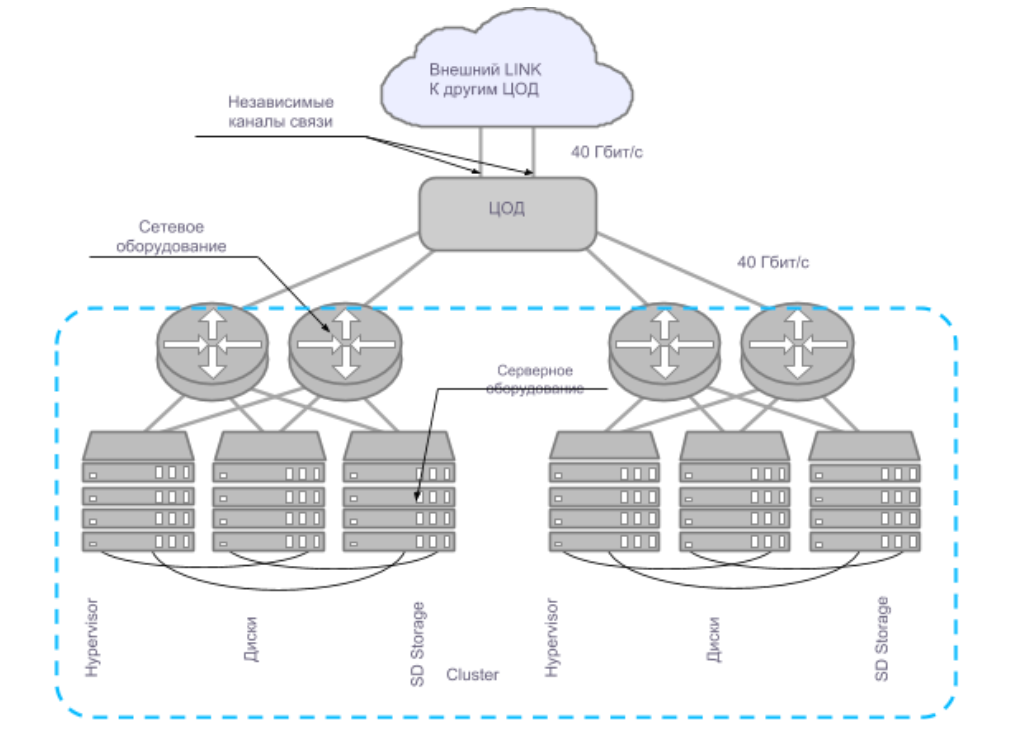 Внешний LINK
К другим ЦОД
Независимые
каналы связи
40 Гбит/с
ЦОД
Сетевое
оборудование
40 Гбит/с
Серверное
оборудование
Hypervisor
Диски
SD Storage
Cluster
Hypervisor
Диски
SD Storage